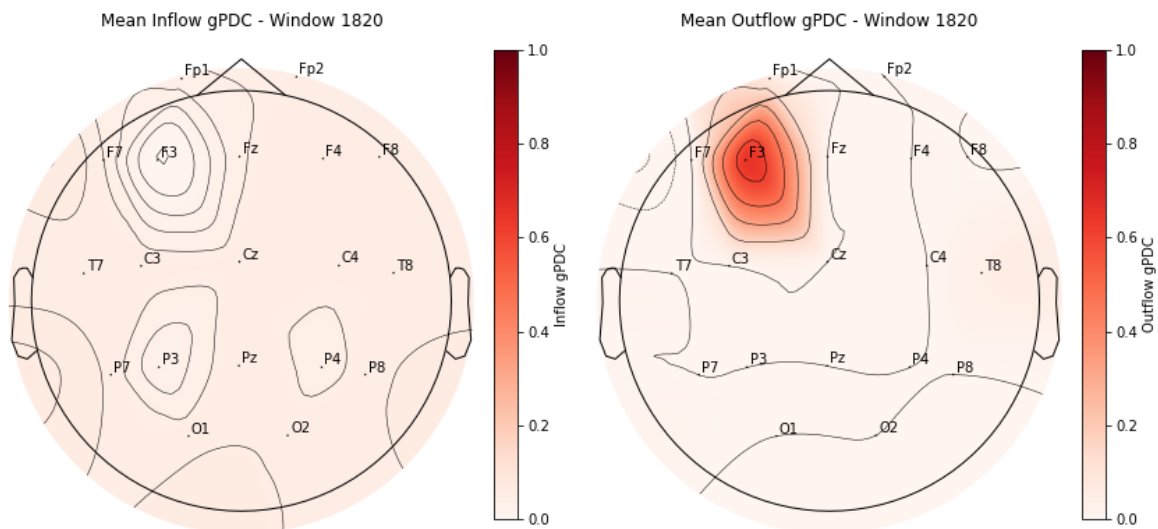 Mean Inflow gPDC - Window 1820
Fp1 Fp2
F7 F3 Fz F4 F8
T7 C3 Cz C4 T8
P7 P3 Pz P4 P8
O1 O2
1.0
0.8
0.6
0.4
0.2
0.0
Inflow gPDC
Mean Outflow gPDC - Window 1820
Fp1 Fp2
F7 F3 Fz F4 F8
T7 C3 Cz C4 T8
P7 P3 Pz P4 P8
O1 O2
1.0
0.8
0.6
0.4
0.2
0.0
Outflow gPDC